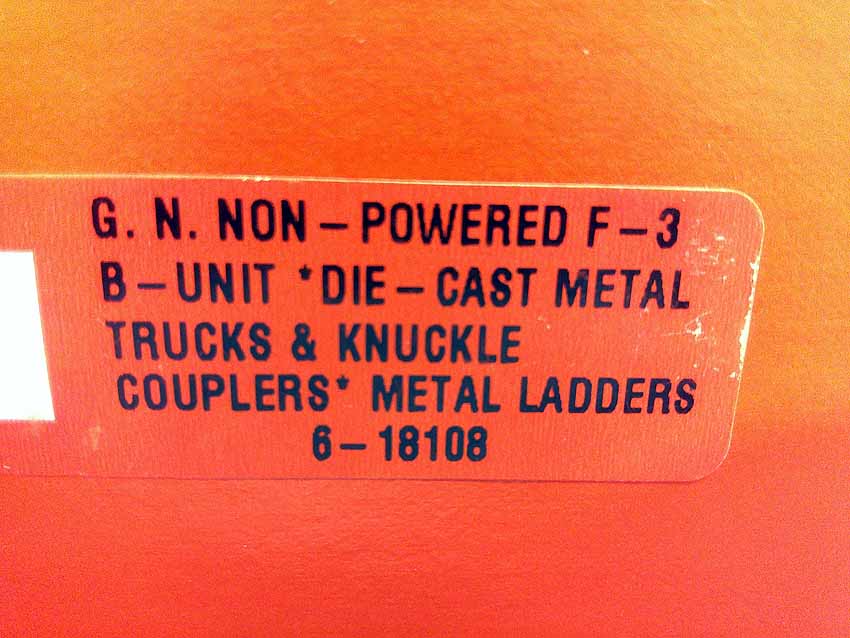 G. N. NON-POWERED F-3
B-UNIT *DIE-CAST METAL
TRUCKS & KNUCKLE
COUPLERS* METAL LADDERS
6-18108